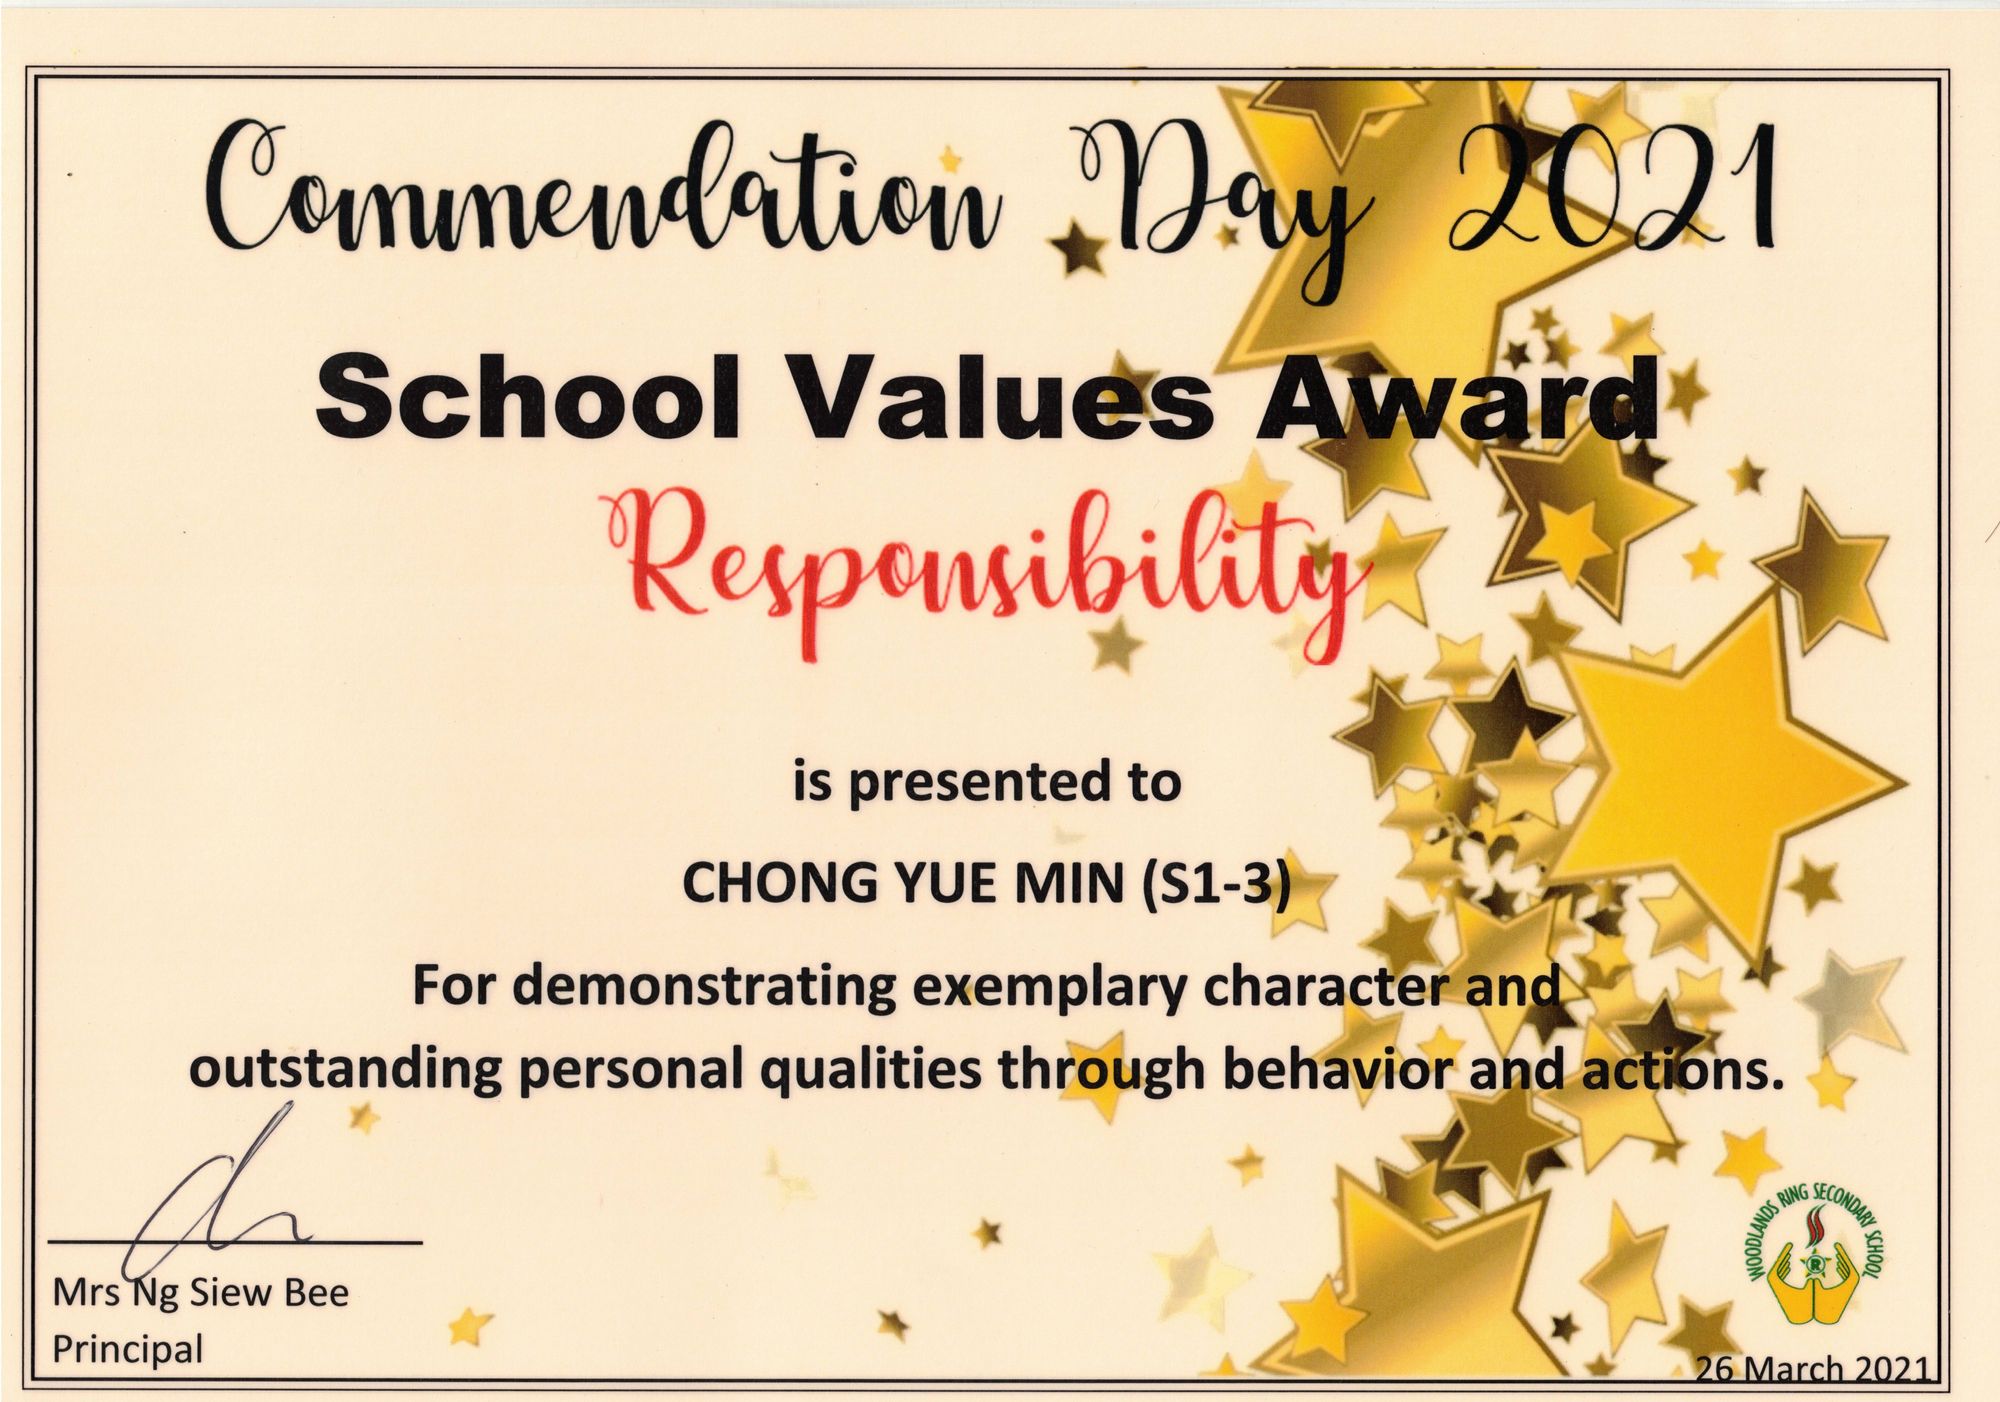 Commendation Day 2021
School Values Award
Responsibility
is presented to
CHONG YUE MIN (S1-3)
For demonstrating exemplary character and
outstanding personal qualities through behavior and actions.
Mrs Ng Siew Bee
Principal
WOODLANDS RING SECONDARY SCHOOL
R
26 March 2021